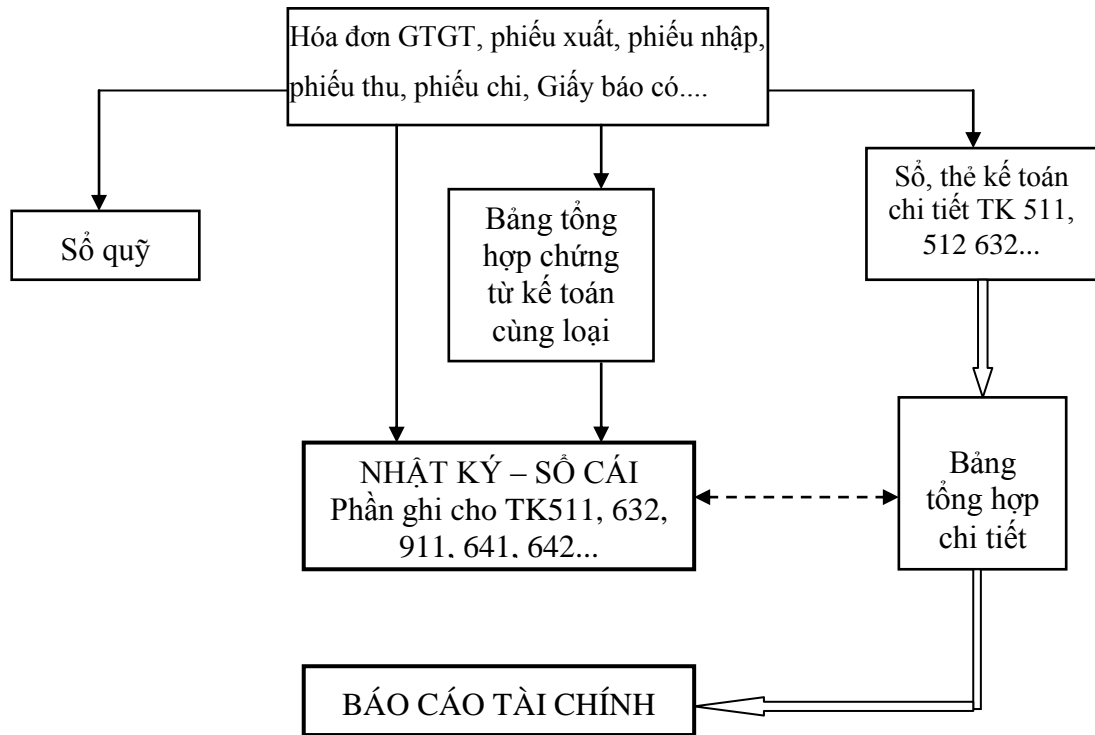 Hóa đơn GTGT, phiếu xuất, phiếu nhập,
phiếu thu, phiếu chi, Giấy báo có....
Sổ quỹ
Bảng tổng
hợp chứng
từ kế toán
cùng loại
Sổ, thẻ kế toán
chi tiết TK 511,
512 632...
NHẬT KÝ – SỔ CÁI
Phần ghi cho TK511, 632,
911, 641, 642...
Bảng
tổng hợp
chi tiết
BÁO CÁO TÀI CHÍNH